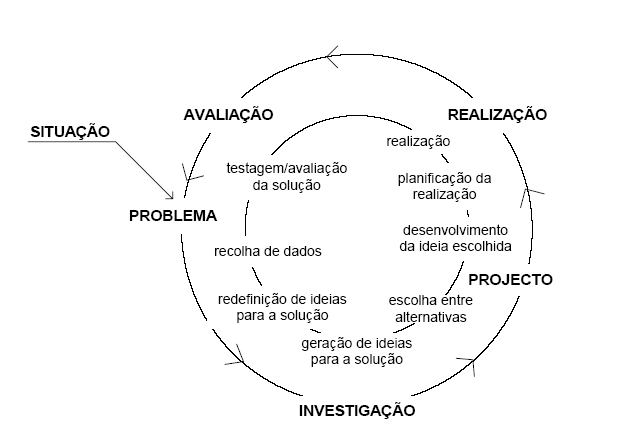 SITUAÇÃO
AVALIAÇÃO
REALIZAÇÃO
PROBLEMA
PROJECTO
INVESTIGAÇÃO
realização
planificação da
realização
desenvolvimento
da ideia escolhida
escolha entre
alternativas
geração de ideias
para a solução
redefinição de ideias
para a solução
recolha de dados
testagem/avaliação
da solução